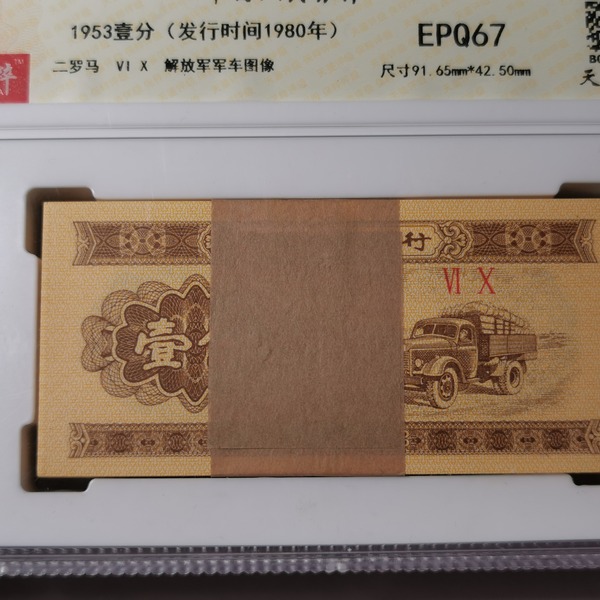 1953壹分（发行时间1980年）
EPQ67
二罗马 VI X 解放军军车图像
尺寸91.65mm*42.50mm
天
行
VI X
壹